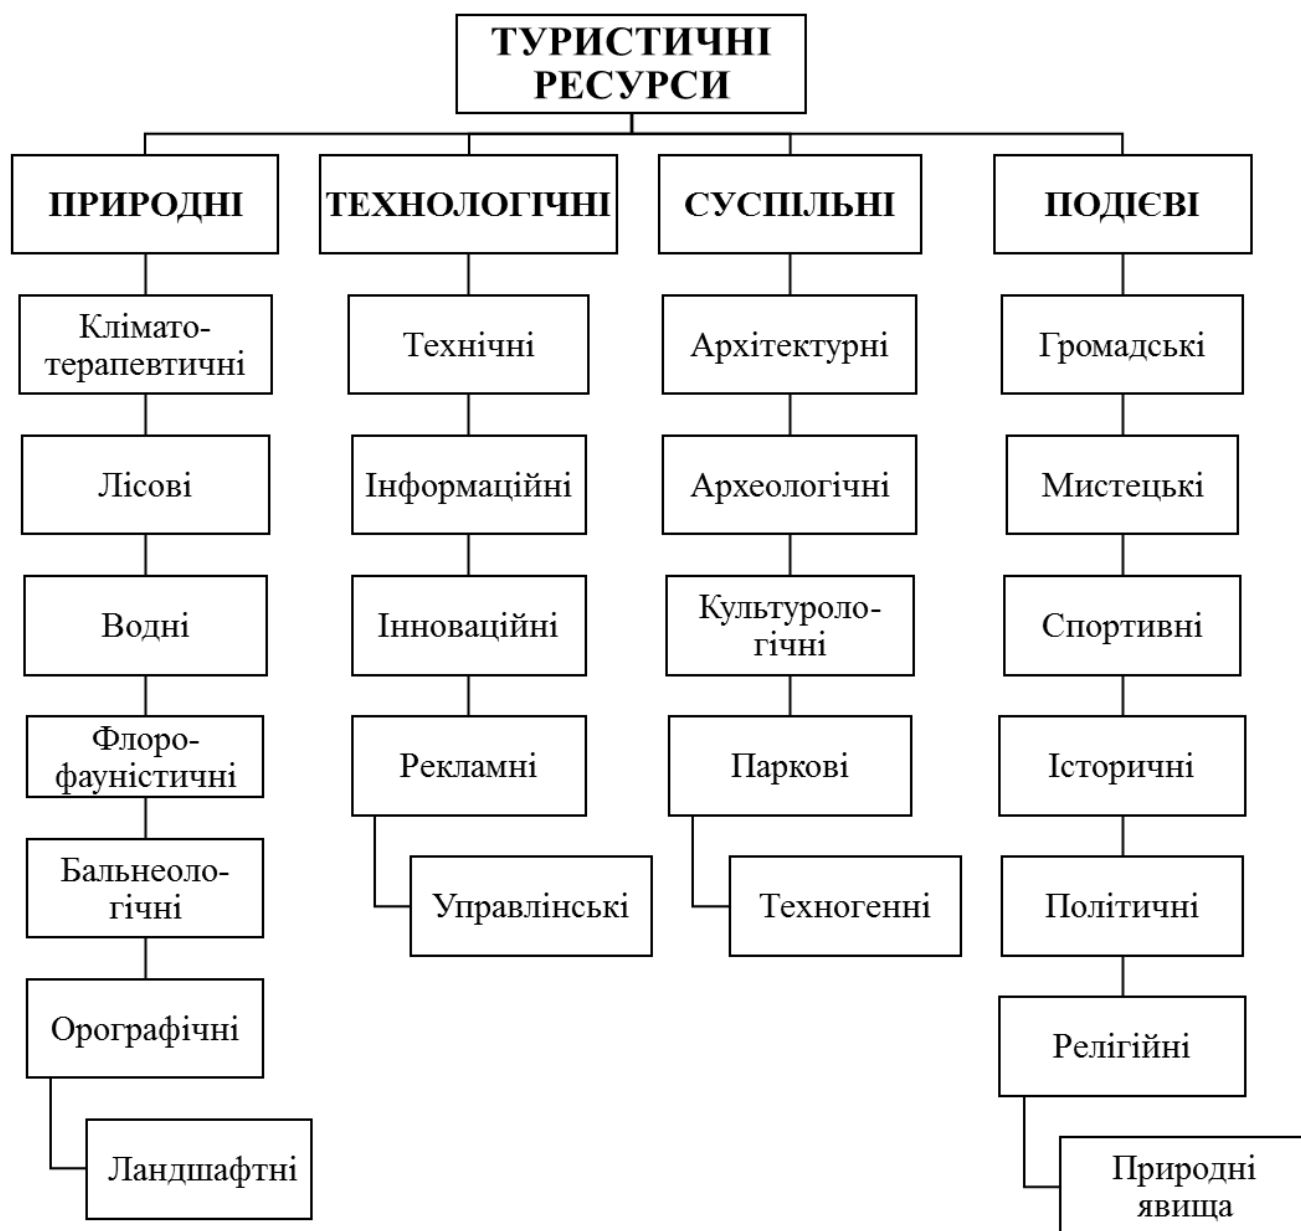 ТУРИСТИЧНІ
РЕСУРСИ
ПРИРОДНІ
Клімато-
терапевтичні
Лісові
Водні
Флоро-
фауністичні
Бальнеоло-
гічні
Орографічні
Ландшафтні
ТЕХНОЛОГІЧНІ
Технічні
Інформаційні
Інноваційні
Рекламні
Управлінські
СУСПІЛЬНІ
Архітектурні
Археологічні
Культуроло-
гічні
Паркові
Техногенні
ПОДІЄВІ
Громадські
Мистецькі
Спортивні
Історичні
Політичні
Релігійні
Природні
явища